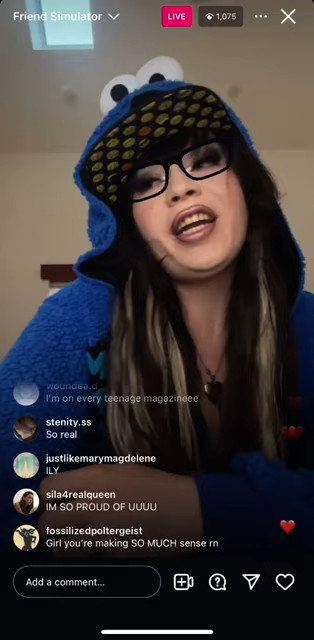 Friend Simulator
LIVE
1,075
I'm on every teenage magazineee
stenity.ss
So real
justlikemarymagdelene
ILY
sila4realqueen
IM SO PROUD OF UUUU
fossilizedpoltergeist
Girl you're making SO MUCH sense rn
Add a comment...